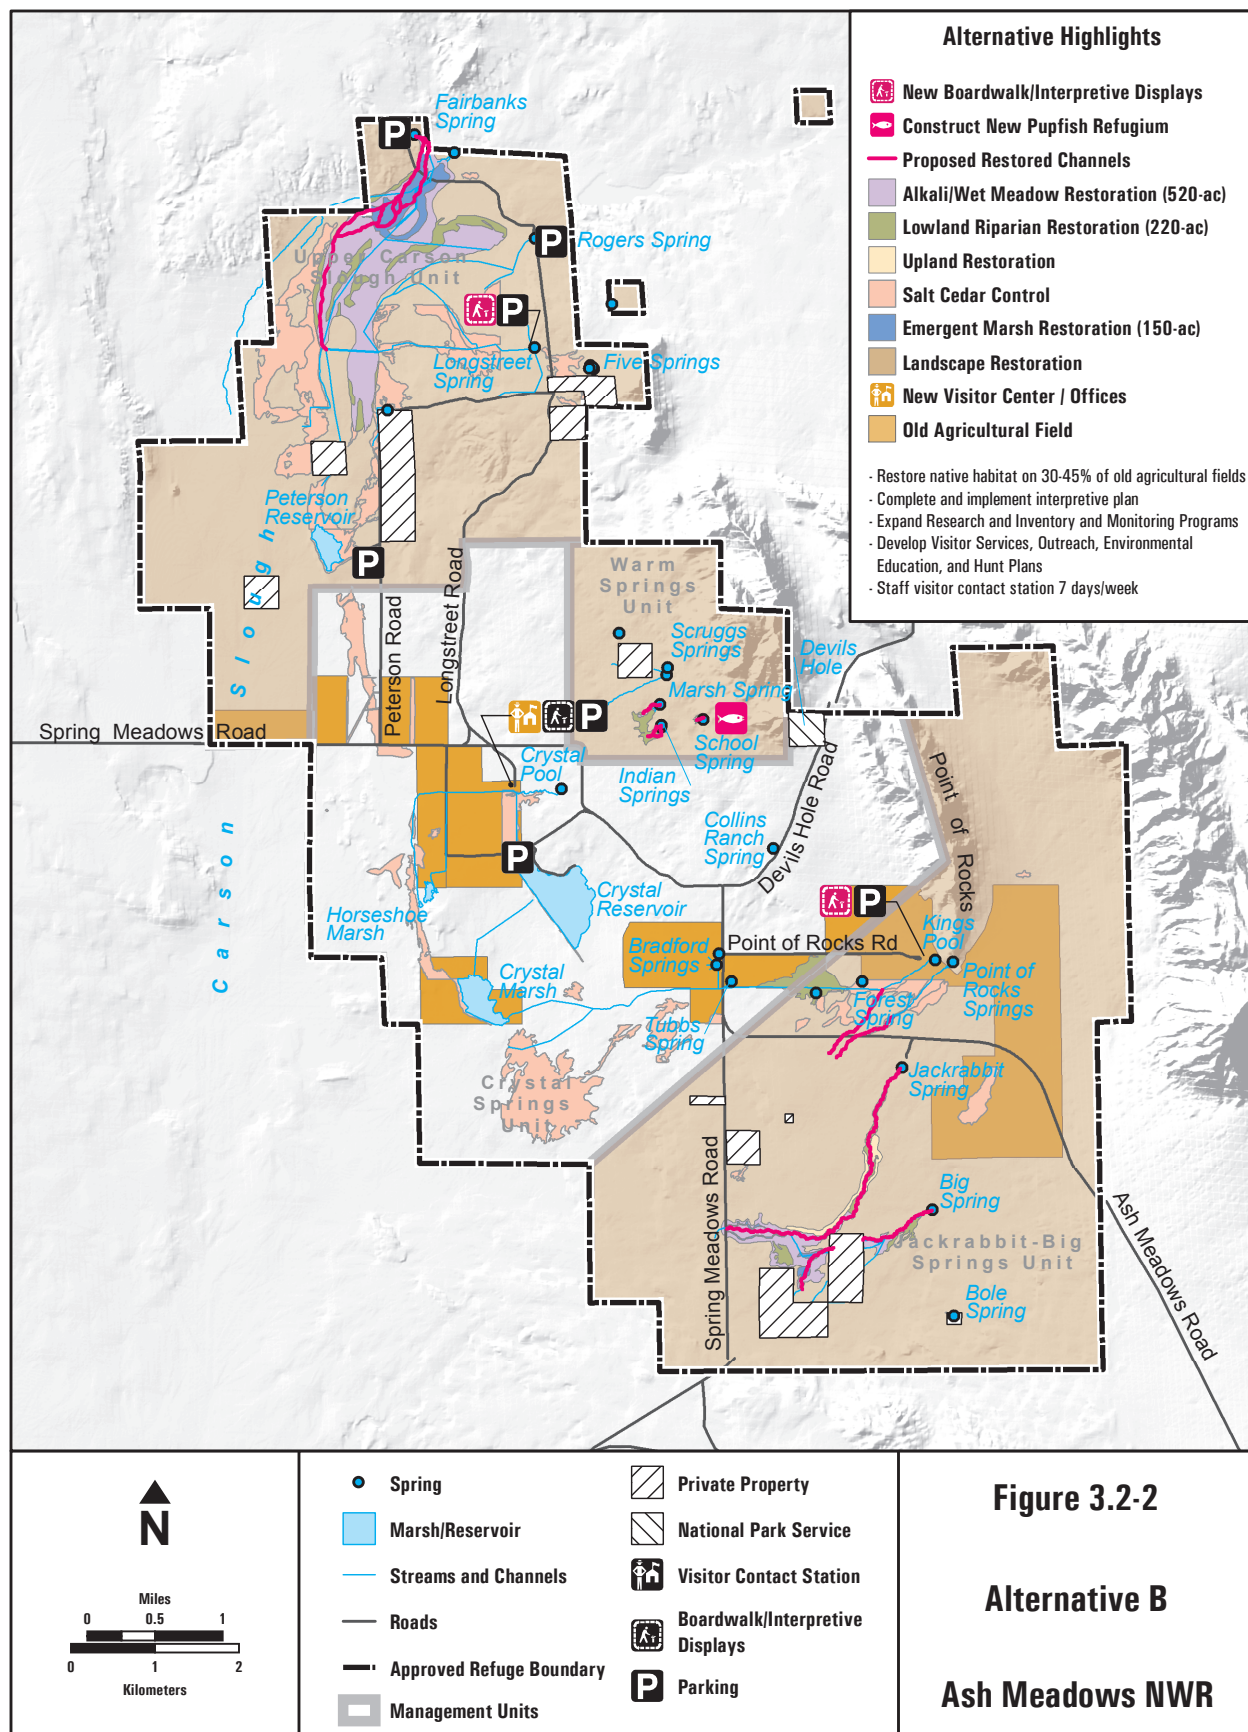 Alternative Highlights
New Boardwalk/Interpretive Displays
Construct New Pupfish Refugium
Proposed Restored Channels
Alkali/Wet Meadow Restoration (520-ac)
Lowland Riparian Restoration (220-ac)
Upland Restoration
Salt Cedar Control
Emergent Marsh Restoration (150-ac)
Landscape Restoration
New Visitor Center / Offices
Old Agricultural Field
- Restore native habitat on 30-45% of old agricultural fields
- Complete and implement interpretive plan
- Expand Research and Inventory and Monitoring Programs
- Develop Visitor Services, Outreach, Environmental
Education, and Hunt Plans
- Staff visitor contact station 7 days/week
Fairbanks
Spring
P
Rogers Spring
P
Upper Carson
Slough Unit
P
Longstreet
Spring
Five Springs
Peterson
Reservoir
P
Warm
Springs
Unit
Scruggs
Springs
Devils
Hole
Marsh Spring
School
Spring
Indian
Springs
P
Peterson Road
Longstreet Road
Spring Meadows Road
Carson Slough
Crystal
Pool
Collins
Ranch
Spring
Devils Hole Road
Point of Rocks
P
Crystal
Reservoir
Horseshoe
Marsh
P
Kings
Pool
Bradford
Springs
Point of Rocks Rd
Crystal
Marsh
Point of
Rocks
Springs
Forest
Spring
Tubbs
Spring
Crystal
Springs
Unit
Jackrabbit
Spring
Spring Meadows Road
Big
Spring
Jackrabbit-Big
Springs Unit
Bole
Spring
Ash Meadows Road
N
Miles
0 0.5 1
0 1 2
Kilometers
Spring
Marsh/Reservoir
Streams and Channels
Roads
Approved Refuge Boundary
Management Units
Private Property
National Park Service
Visitor Contact Station
Boardwalk/Interpretive
Displays
P Parking
Figure 3.2-2
Alternative B
Ash Meadows NWR